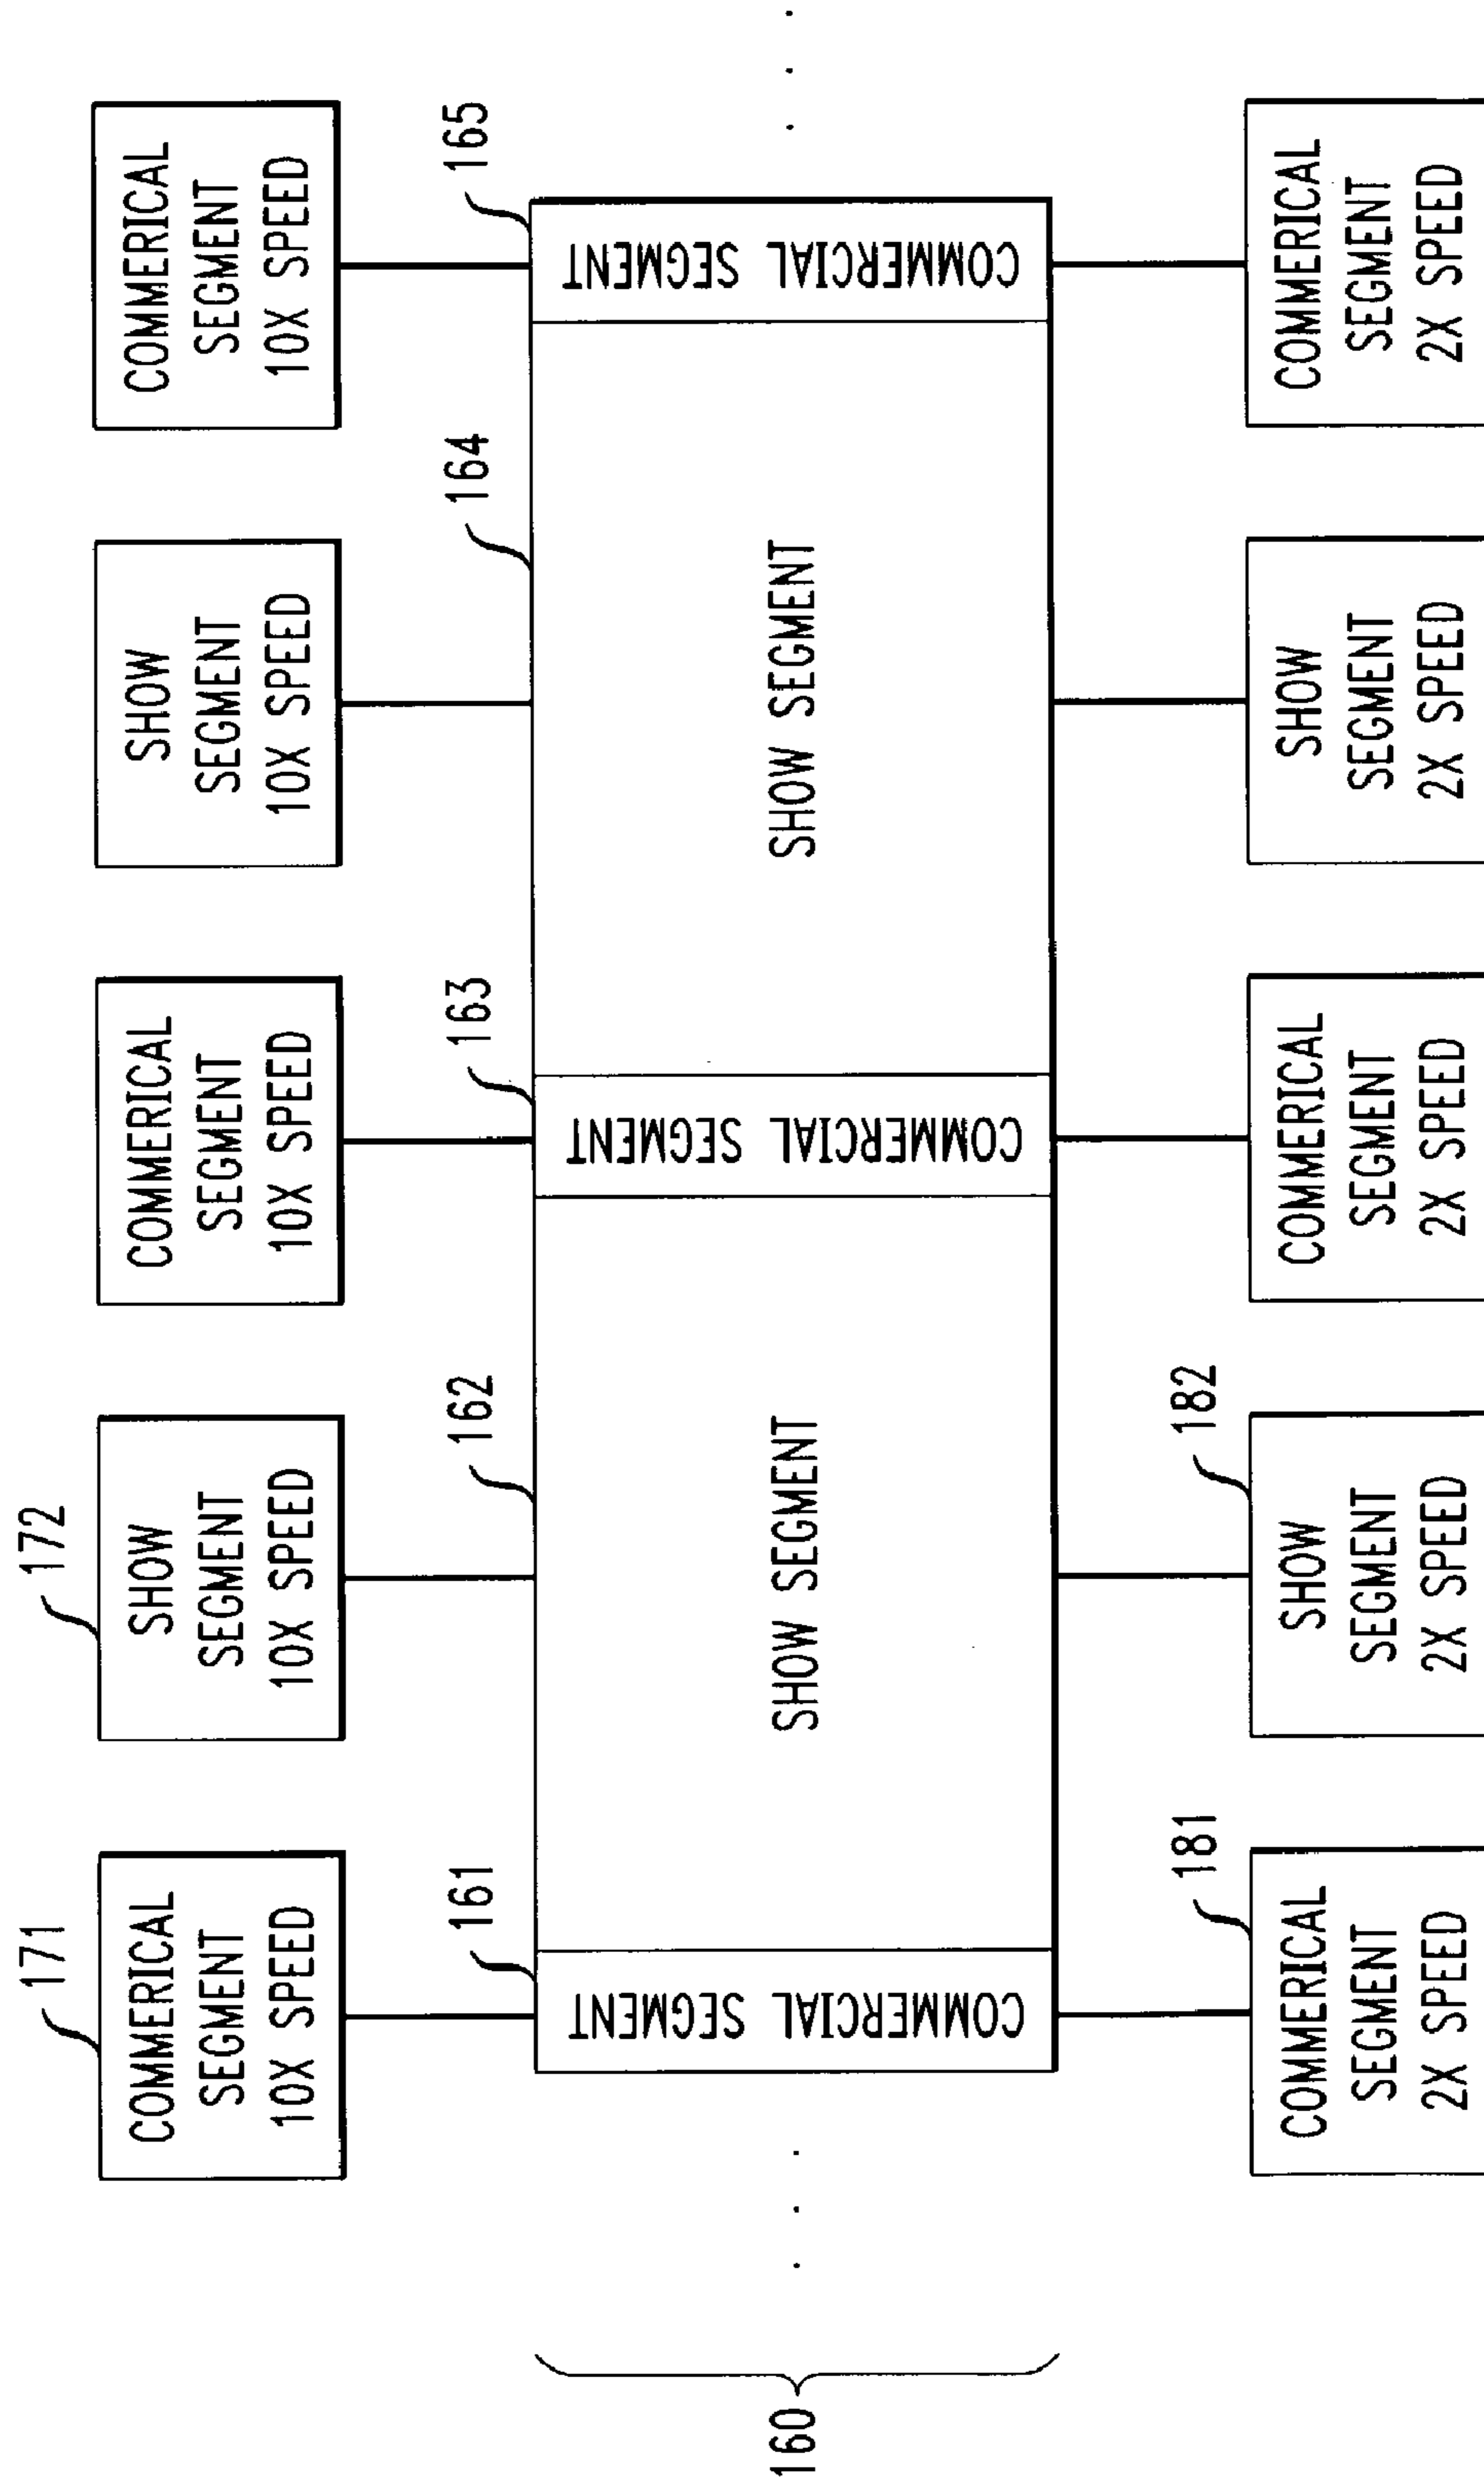 171
172
COMMERICAL
SEGMENT
10X SPEED
SHOW
SEGMENT
10X SPEED
COMMERICAL
SEGMENT
10X SPEED
SHOW
SEGMENT
10X SPEED
COMMERICAL
SEGMENT
10X SPEED
161
162
163
164
165
160
COMMERCIAL SEGMENT
SHOW SEGMENT
COMMERCIAL SEGMENT
SHOW SEGMENT
COMMERCIAL SEGMENT
181
182
COMMERICAL
SEGMENT
2X SPEED
SHOW
SEGMENT
2X SPEED
COMMERICAL
SEGMENT
2X SPEED
SHOW
SEGMENT
2X SPEED
COMMERICAL
SEGMENT
2X SPEED